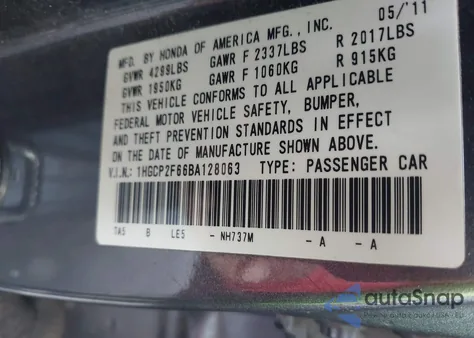 MFD. BY HONDA OF AMERICA MFG., INC. 05/'11
GVWR 4299LBS GAWR F 2337LBS R 2017LBS
GVWR 1950KG GAWR F 1060KG R 915KG
THIS VEHICLE CONFORMS TO ALL APPLICABLE
FEDERAL MOTOR VEHICLE SAFETY, BUMPER,
AND THEFT PREVENTION STANDARDS IN EFFECT
ON THE DATE OF MANUFACTURE SHOWN ABOVE.
V.I.N.: 1HGCP2F66BA128063 TYPE: PASSENGER CAR
TA5 B LE5 - NH737M - A - A
autoSnap